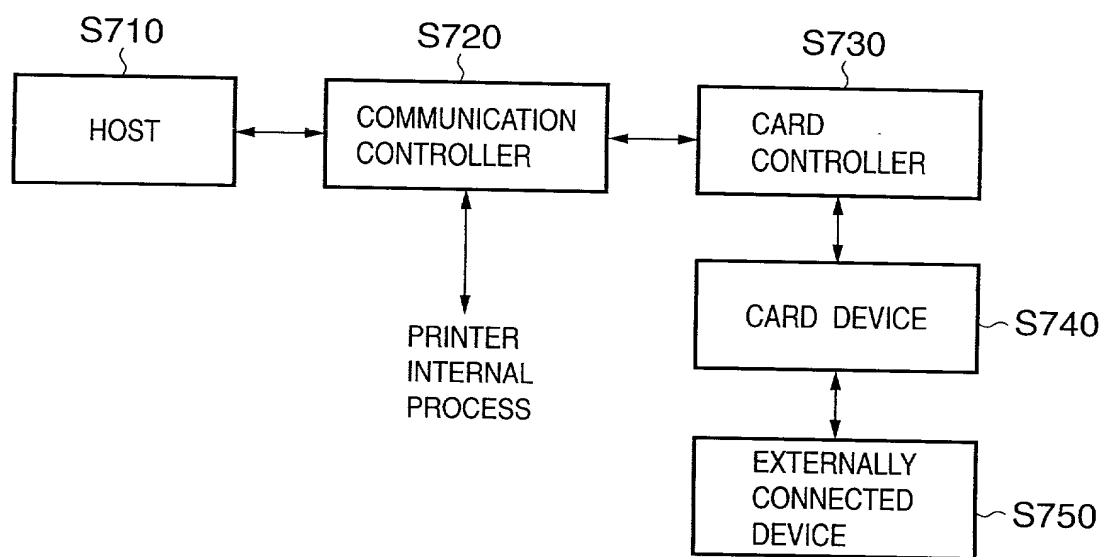 S710
S720
S730
HOST
COMMUNICATION
CONTROLLER
CARD
CONTROLLER
PRINTER
INTERNAL
PROCESS
CARD DEVICE
S740
EXTERNALLY
CONNECTED
DEVICE
S750